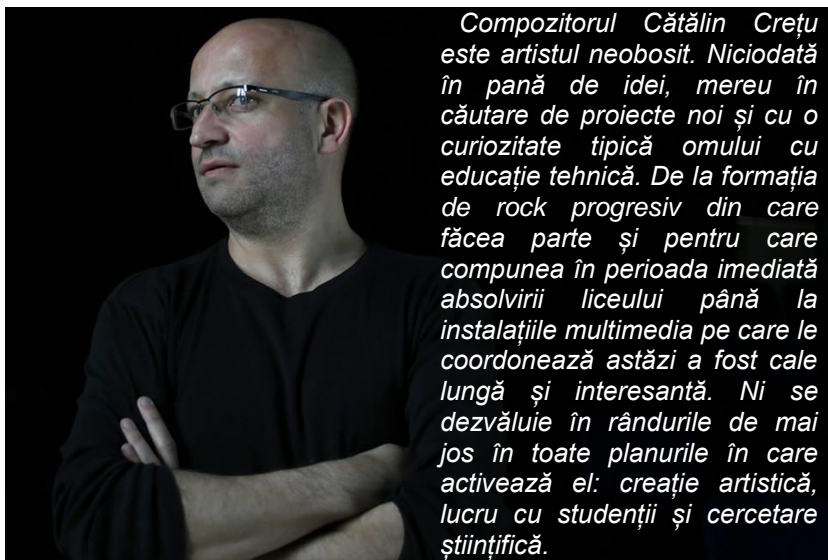 Compozitorul Cătălin Crețu
este artistul neobosit. Niciodată
în pană de idei, mereu în
căutare de proiecte noi și cu o
curiozitate tipică omului cu
educație tehnică. De la formația
de rock progresiv din care
făcea parte și pentru care
compunea în perioada imediată
absolvirii liceului până la
instalațiile multimedia pe care le
coordonează astăzi a fost cale
lungă și interesantă. Ni se
dezvăluie în rândurile de mai
jos în toate planurile în care
activează el: creație artistică,
lucru cu studenții și cercetare
științifică.